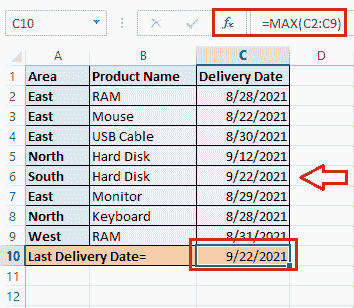 C10 fx =MAX(C2:C9)
A B C D
1 Area Product Name Delivery Date
2 East RAM 8/28/2021
3 East Mouse 8/22/2021
4 East USB Cable 8/30/2021
5 North Hard Disk 9/12/2021
6 South Hard Disk 9/22/2021
7 East Monitor 8/29/2021
8 North Keyboard 8/28/2021
9 West RAM 8/31/2021
10 Last Delivery Date= 9/22/2021
11
12